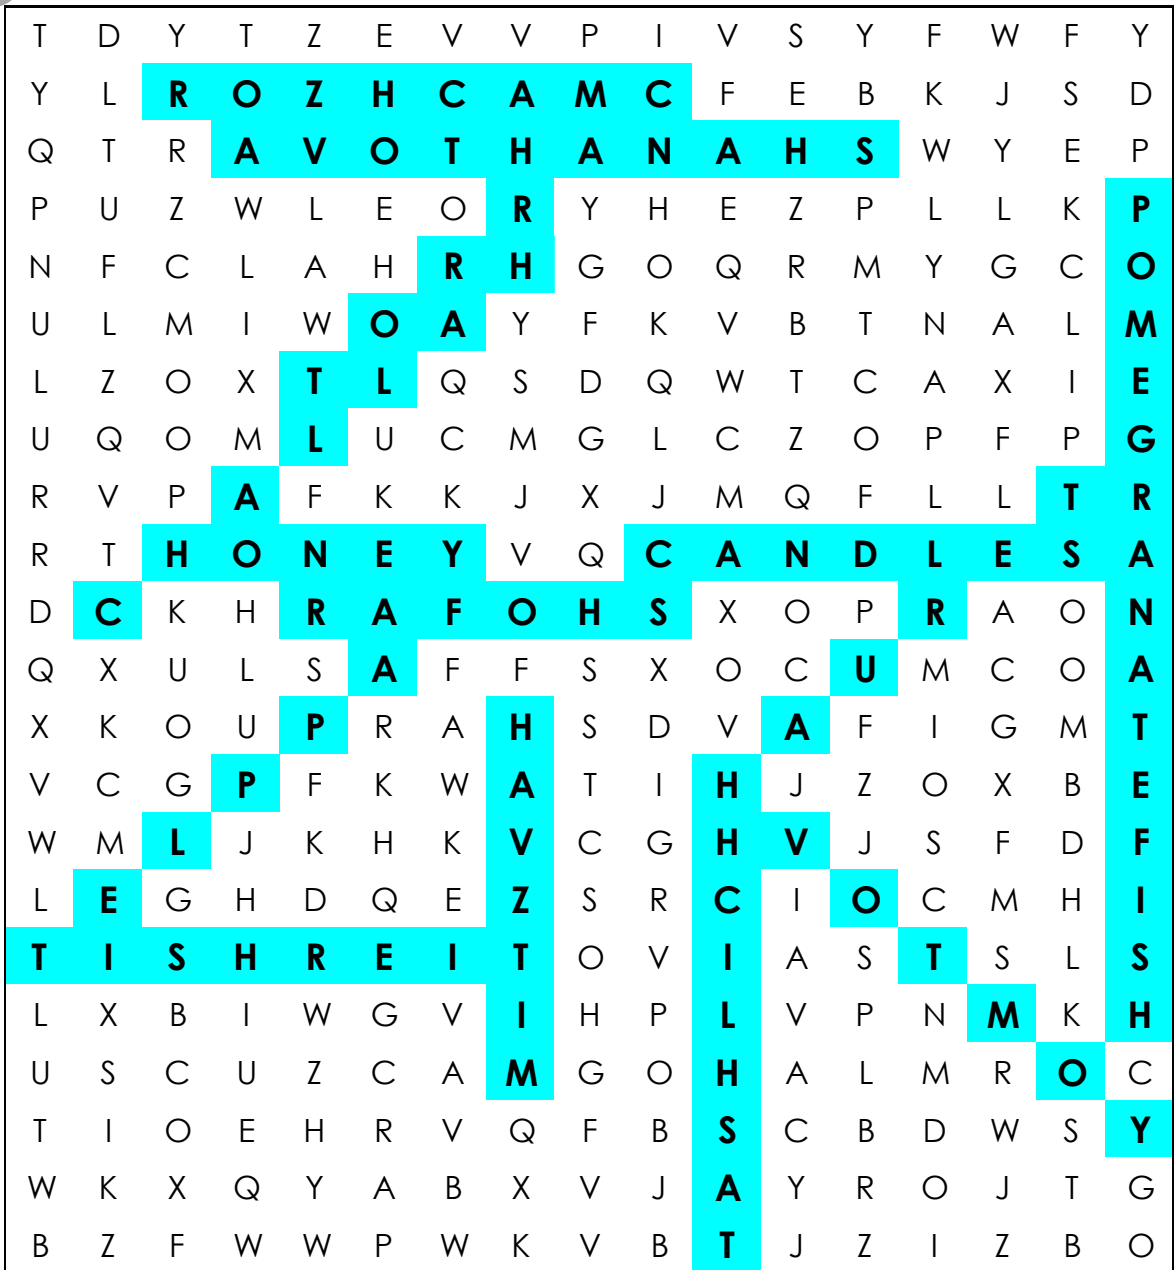 T D Y T Z E V V P I V S Y F W F Y
Y L R O Z H C A M C F E B K J S D
Q T R A V O T H A N A H S W Y E P
P U Z W L E O R Y H E Z P L L K P
N F C L A H R H G O Q R M Y G C O
U L M I W O A Y F K V B T N A L M
L Z O X T L Q S D Q W T C A X I E
U Q O M L U C M G L C Z O P F P G
R V P A F K K J X J M Q F L L T R
R T H O N E Y V Q C A N D L E S A
D C K H R A F O H S X O P R A O N
Q X U L S A F F S X O C U M C O A
X K O U P R A H S D V A F I G M T
V C G P F K W A T I H J Z O X B E
W M L J K H K V C G H V J S F D F
L E G H D Q E Z S R C I O C M H I
T I S H R E I T O V I A S T S L S
L X B I W G V I H P L V P N M K H
U S C U Z C A M G O H A L M R O C
T I O E H R V Q F B S C B D W S Y
W K X Q Y A B X V J A Y R O J T G
B Z F W W P W K V B T J Z I Z B O